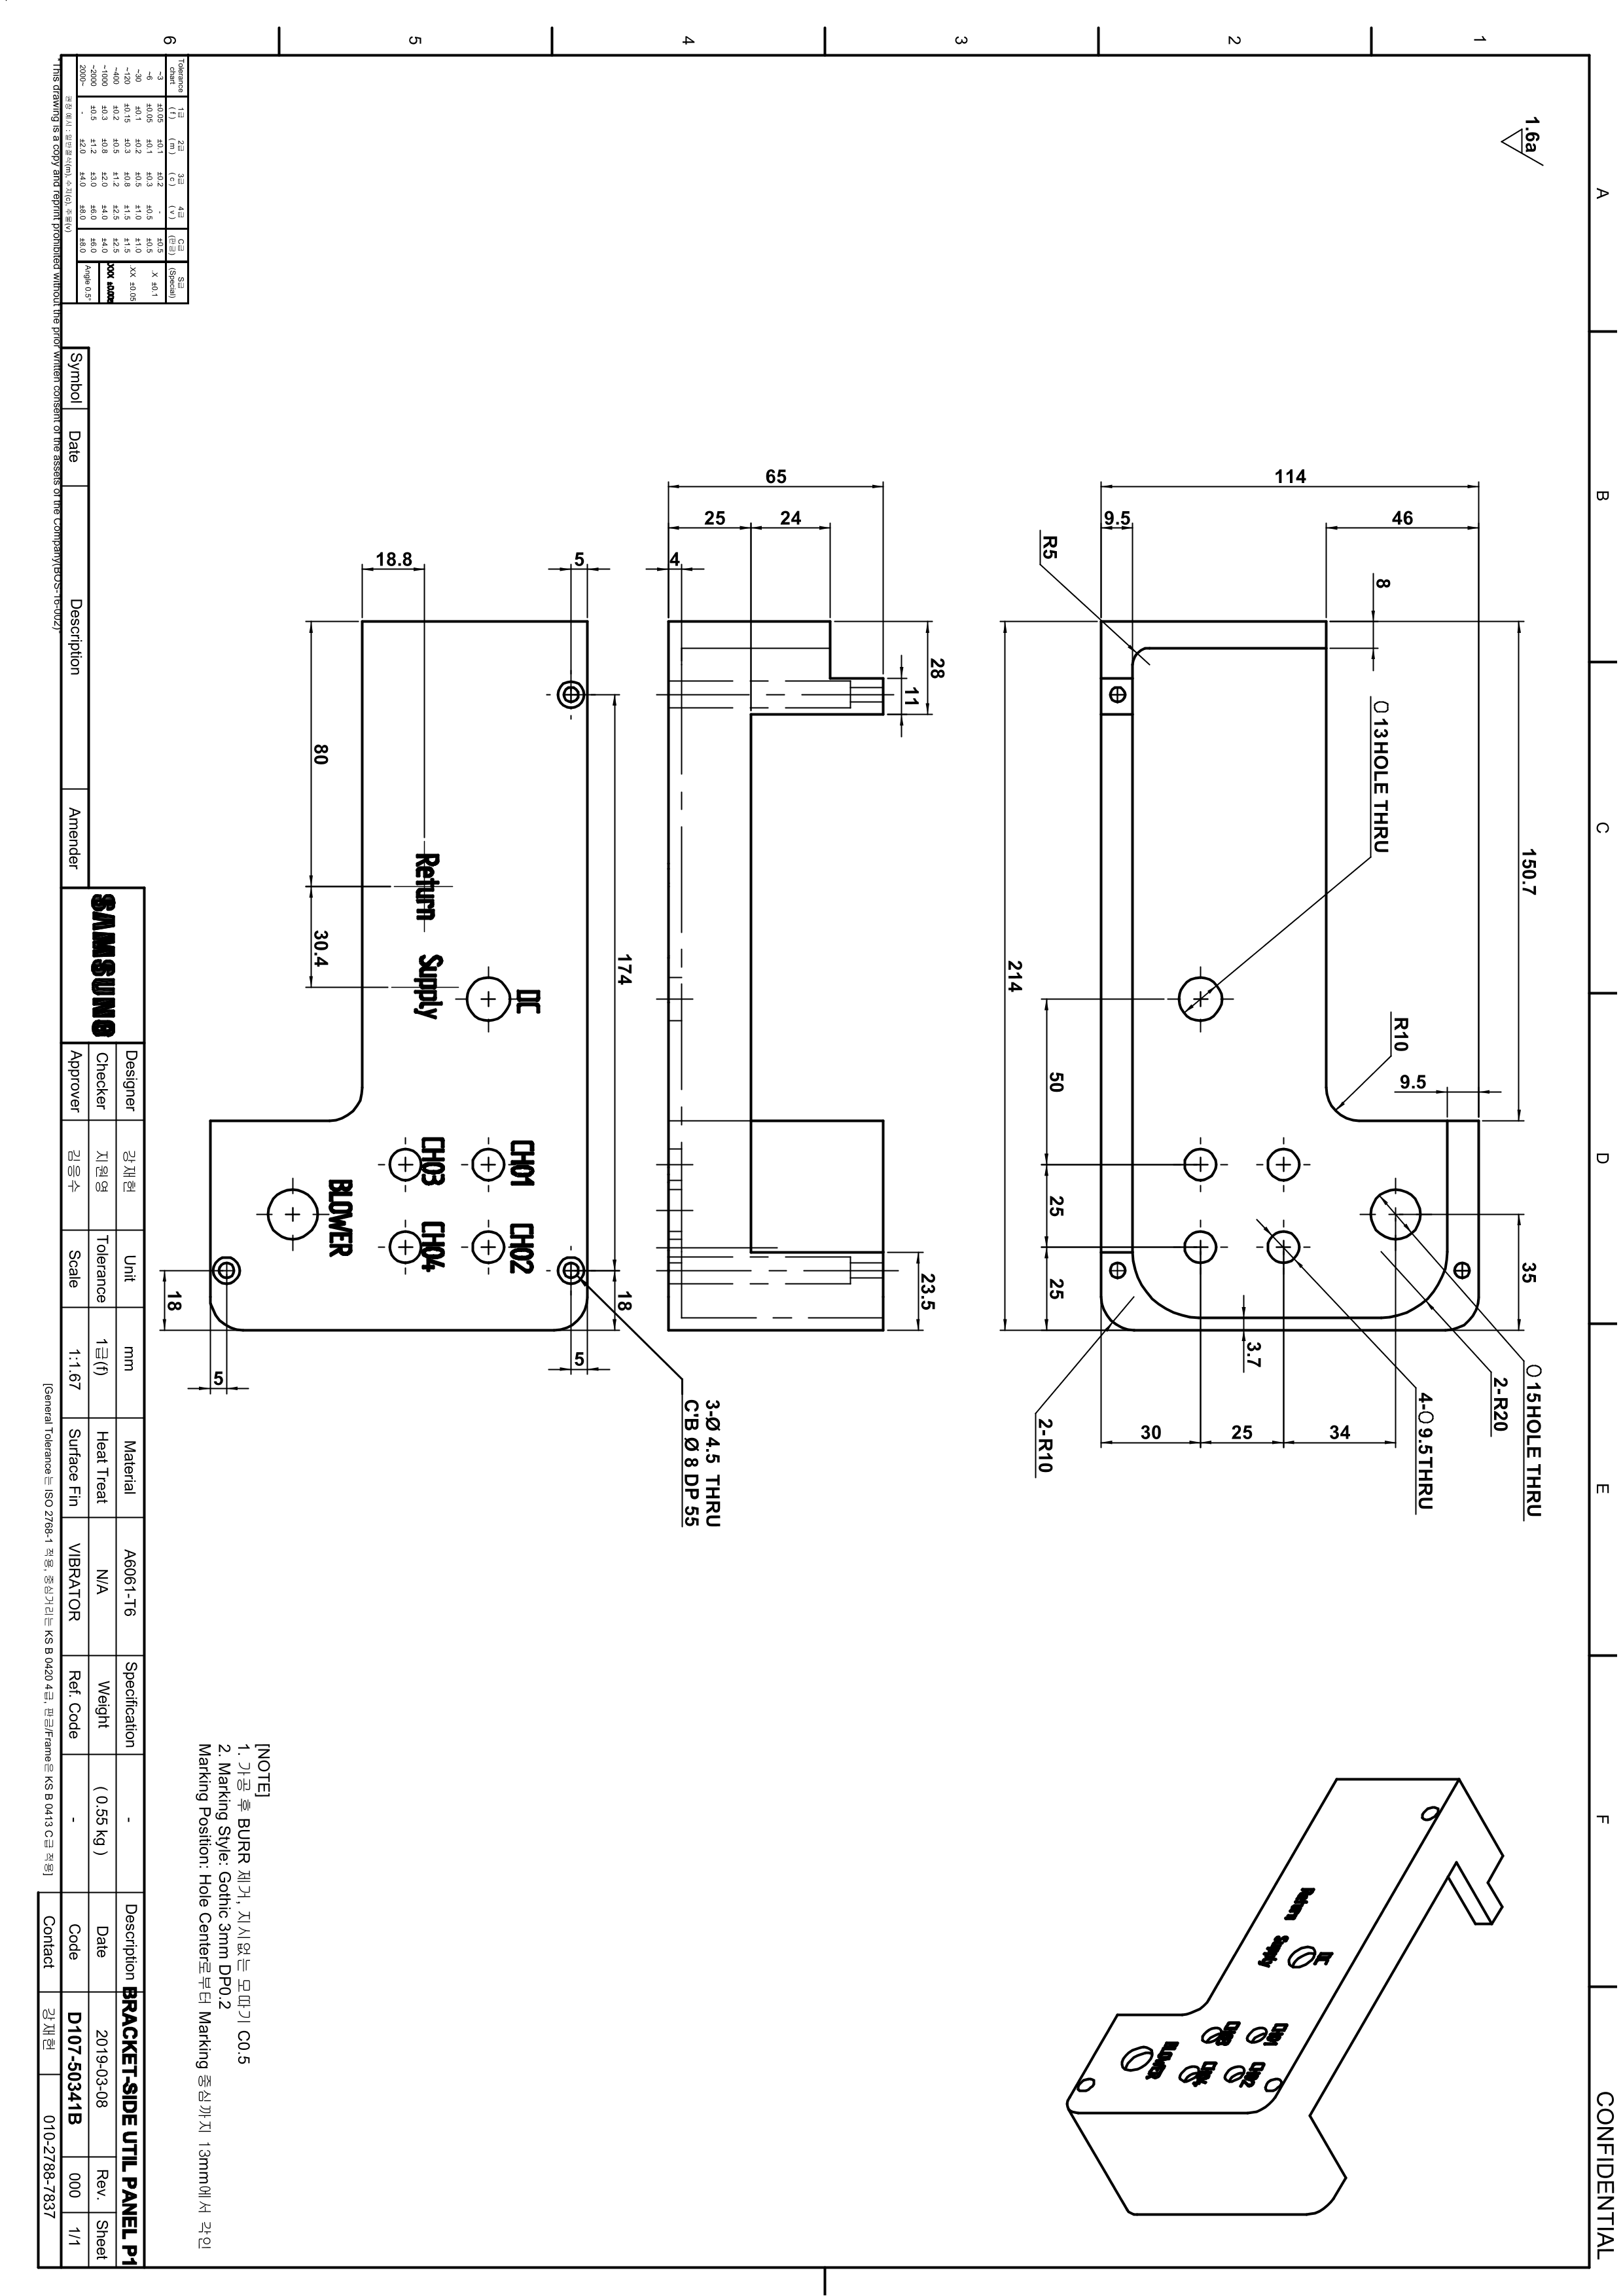 CONFIDENTIAL
A
B
C
D
E
F
1
2
3
4
5
6
1.6a
150.7
8
46
114
9.5
R5
Ø13HOLE THRU
R10
9.5
35
Ø15HOLE THRU
2-R20
4-Ø9.5THRU
34
25
30
2-R10
3.7
50
25
25
214
28
11
65
25
24
4
23.5
3-Ø 4.5 THRU
C'B Ø 8 DP 55
174
18
5
5
18.8
80
30.4
18
5
DC
Return
Supply
CH01
CH02
CH03
CH04
BLOWER
DC
Return
Supply
CH01
CH02
CH03
CH04
BLOWER
[NOTE]
1. 가공 후 BURR 제거, 지시없는 모따기 C0.5
2. Marking Style: Gothic 3mm DP0.2
Marking Position: Hole Center로부터 Marking 중심까지 13mm에서 각인
Tolerance chart 1급 (f) 2급 (m) 3급 (c) 4급 (v) C급 (판금) S급 (Special)
~3 ±0.05 ±0.1 ±0.2 - ±0.5 .X ±0.1
~6 ±0.05 ±0.1 ±0.3 ±0.5 ±0.5
~30 ±0.1 ±0.2 ±0.5 ±1.0 ±1.0 .XX ±0.05
~120 ±0.15 ±0.3 ±0.8 ±1.5 ±1.5
~400 ±0.2 ±0.5 ±1.2 ±2.5 ±2.5 .XXX ±0.005
~1000 ±0.3 ±0.8 ±2.0 ±4.0 ±4.0
~2000 ±0.5 ±1.2 ±3.0 ±6.0 ±6.0 Angle 0.5°
2000~ - ±2.0 ±4.0 ±8.0 ±8.0
권장 예시 : 일반절삭(m), 수지(c), 주물(v)
"This drawing is a copy and reprint prohibited without the prior written consent of the assets of the Company(BOS-16-002)"
Symbol Date Description Amender
SAMSUNG
Designer 강재헌 Unit mm Material A6061-T6 Specification - Description BRACKET-SIDE UTIL PANEL P1
Checker 지원영 Tolerance 1급(f) Heat Treat N/A Weight ( 0.55 kg ) Date 2019-03-08 Rev. Sheet
Approver 김응수 Scale 1:1.67 Surface Fin VIBRATOR Ref. Code - Code D107-50341B 000 1/1
[General Tolerance는 ISO 2768-1 적용, 중심거리는 KS B 0420 4급, 판금/Frame은 KS B 0413 C급 적용]
Contact 강재헌 010-2788-7837